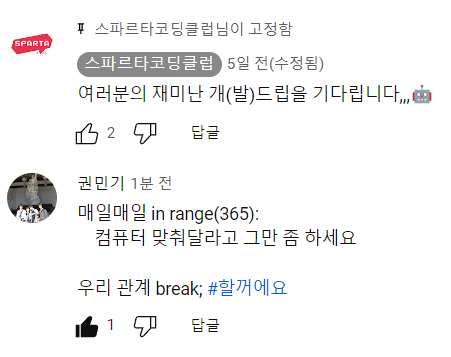 스파르타코딩클럽님이 고정함
SPARTA
스파르타코딩클럽 5일 전(수정됨)
여러분의 재미난 개(발)드립을 기다립니다,,,🤖
2 답글
권민기 1분 전
매일매일 in range(365):
컴퓨터 맞춰달라고 그만 좀 하세요
우리 관계 break; #할꺼에요
1 답글